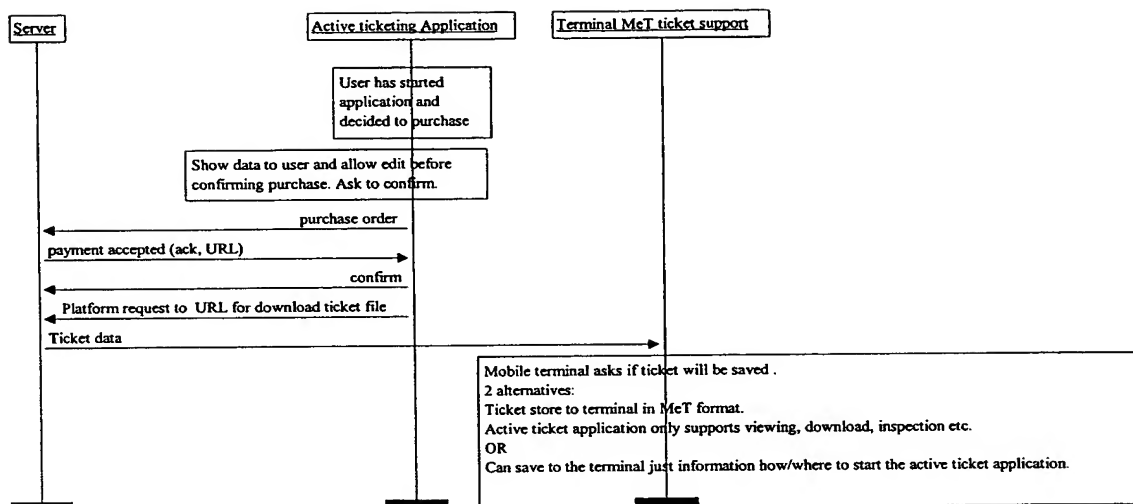 Server
Active ticketing Application
Terminal MeT ticket support
User has started
application and
decided to purchase
Show data to user and allow edit before
confirming purchase. Ask to confirm.
purchase order
payment accepted (ack, URL)
confirm
Platform request to URL for download ticket file
Ticket data
Mobile terminal asks if ticket will be saved .
2 alternatives:
Ticket store to terminal in MeT format.
Active ticket application only supports viewing, download, inspection etc.
OR
Can save to the terminal just information how/where to start the active ticket application.